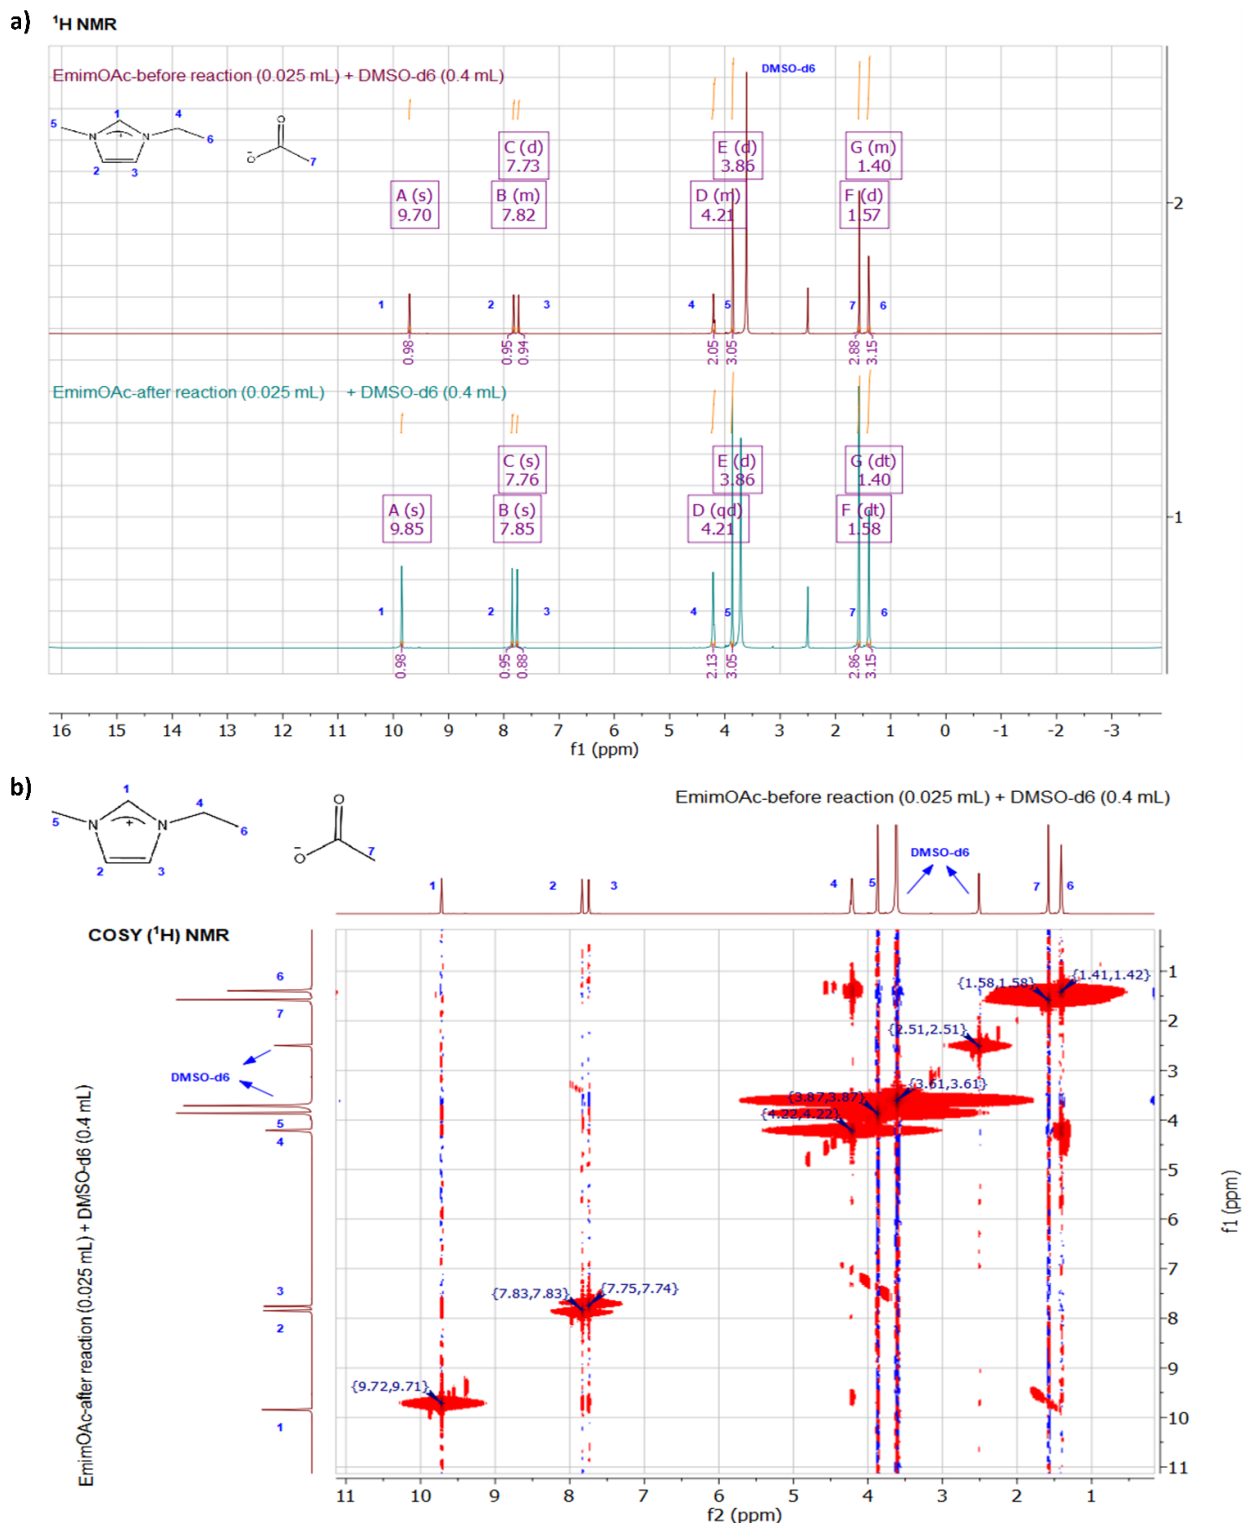 a)
¹H NMR
EmimOAc-before reaction (0.025 mL) + DMSO-d6 (0.4 mL)
DMSO-d6
1
4
5
N
+
N
6
2
3
O
O
-
7
C (d)
7.73
E (d)
3.86
G (m)
1.40
A (s)
9.70
B (m)
7.82
D (m)
4.21
F (d)
1.57
2
1
2
3
4
5
7
6
0.98
0.95
0.94
2.05
3.05
2.88
3.15
EmimOAc-after reaction (0.025 mL) + DMSO-d6 (0.4 mL)
C (s)
7.76
E (d)
3.86
G (dt)
1.40
A (s)
9.85
B (s)
7.85
D (qd)
4.21
F (dt)
1.58
1
1
2
3
4
5
7
6
0.98
0.95
0.88
2.13
3.05
2.86
3.15
16 15 14 13 12 11 10 9 8 7 6 5 4 3 2 1 0 -1 -2 -3
f1 (ppm)
b)
1
4
5
N
+
N
6
2
3
O
O
-
7
EmimOAc-before reaction (0.025 mL) + DMSO-d6 (0.4 mL)
DMSO-d6
1
2
3
4
5
7
6
COSY (¹H) NMR
6
7
DMSO-d6
5
4
3
2
1
EmimOAc-after reaction (0.025 mL) + DMSO-d6 (0.4 mL)
{1.58,1.58}
{1.41,1.42}
{2.51,2.51}
{3.61,3.61}
{3.87,3.87}
{4.22,4.22}
{7.83,7.83}
{7.75,7.74}
{9.72,9.71}
1
2
3
4
5
6
7
8
9
10
11
f1 (ppm)
11 10 9 8 7 6 5 4 3 2 1
f2 (ppm)